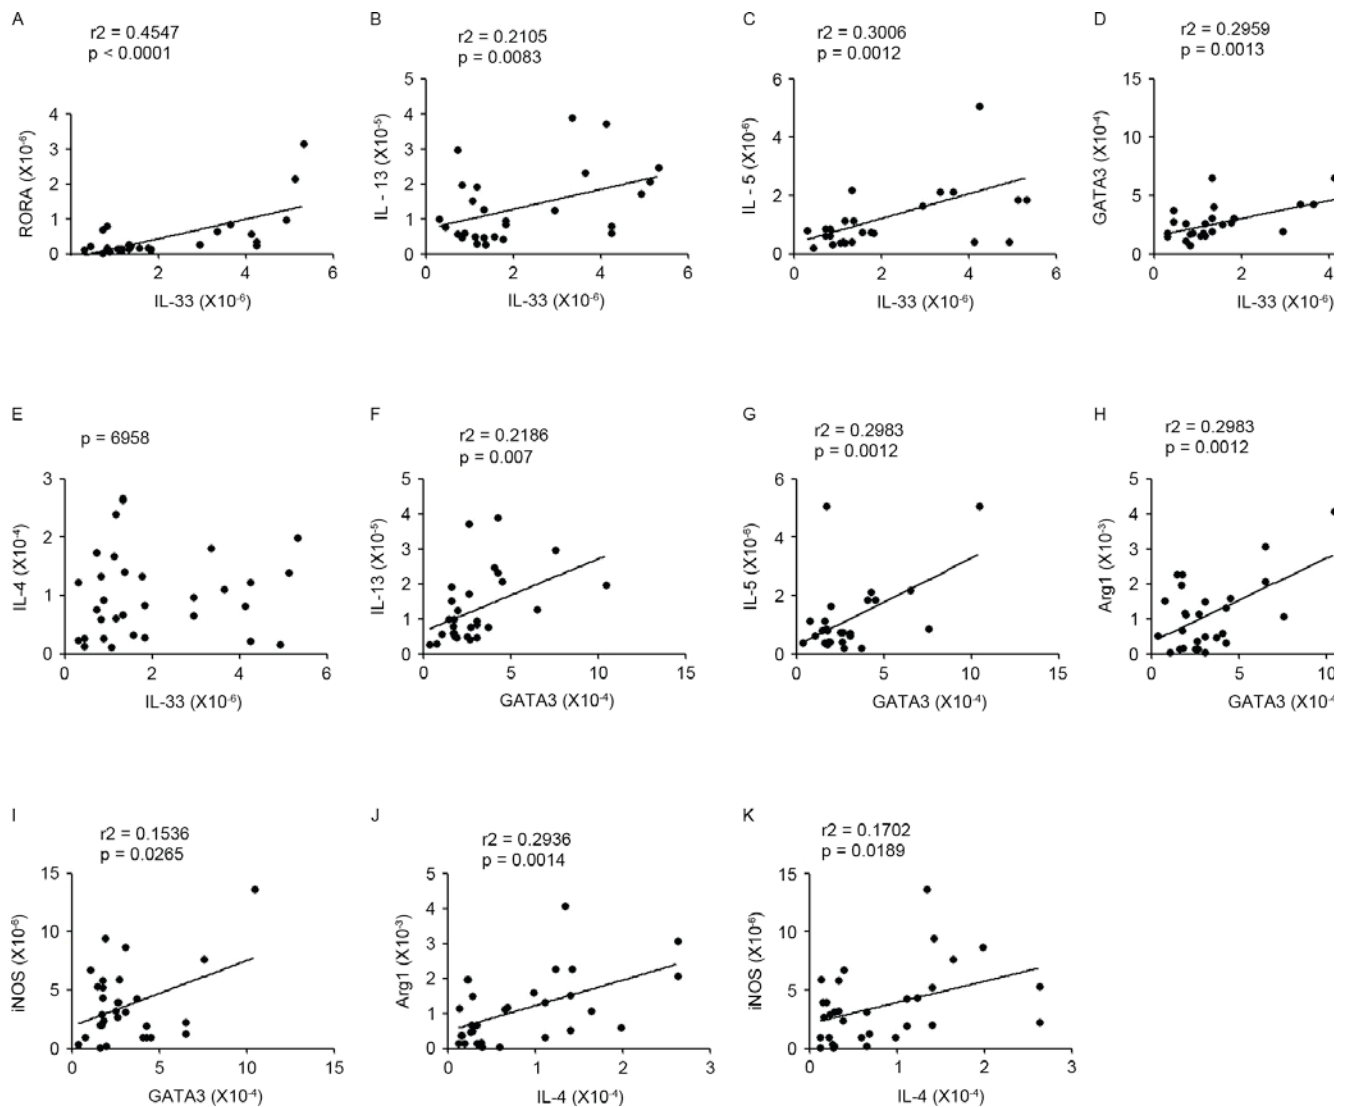 A
r2 = 0.4547
p < 0.0001
RORA (X10⁻⁶)
4
3
2
1
0
0 2 4 6
IL-33 (X10⁻⁶)
B
r2 = 0.2105
p = 0.0083
IL - 13 (X10⁻⁵)
5
4
3
2
1
0
0 2 4 6
IL-33 (X10⁻⁶)
C
r2 = 0.3006
p = 0.0012
IL - 5 (X10⁻⁶)
6
4
2
0
0 2 4 6
IL-33 (X10⁻⁶)
D
r2 = 0.2959
p = 0.0013
GATA3 (X10⁻⁴)
15
10
5
0
0 2 4
IL-33 (X10⁻⁶)
E
p = 6958
IL-4 (X10⁻⁴)
3
2
1
0
0 2 4 6
IL-33 (X10⁻⁶)
F
r2 = 0.2186
p = 0.007
IL-13 (X10⁻⁵)
5
4
3
2
1
0
0 5 10 15
GATA3 (X10⁻⁴)
G
r2 = 0.2983
p = 0.0012
IL-5 (X10⁻⁶)
6
4
2
0
0 5 10 15
GATA3 (X10⁻⁴)
H
r2 = 0.2983
p = 0.0012
Arg1 (X10⁻³)
5
4
3
2
1
0
0 5 10
GATA3 (X10⁻⁴
I
r2 = 0.1536
p = 0.0265
iNOS (X10⁻⁶)
15
10
5
0
0 5 10 15
GATA3 (X10⁻⁴)
J
r2 = 0.2936
p = 0.0014
Arg1 (X10⁻³)
5
4
3
2
1
0
0 1 2 3
IL-4 (X10⁻⁴)
K
r2 = 0.1702
p = 0.0189
iNOS (X10⁻⁶)
15
10
5
0
0 1 2 3
IL-4 (X10⁻⁴)